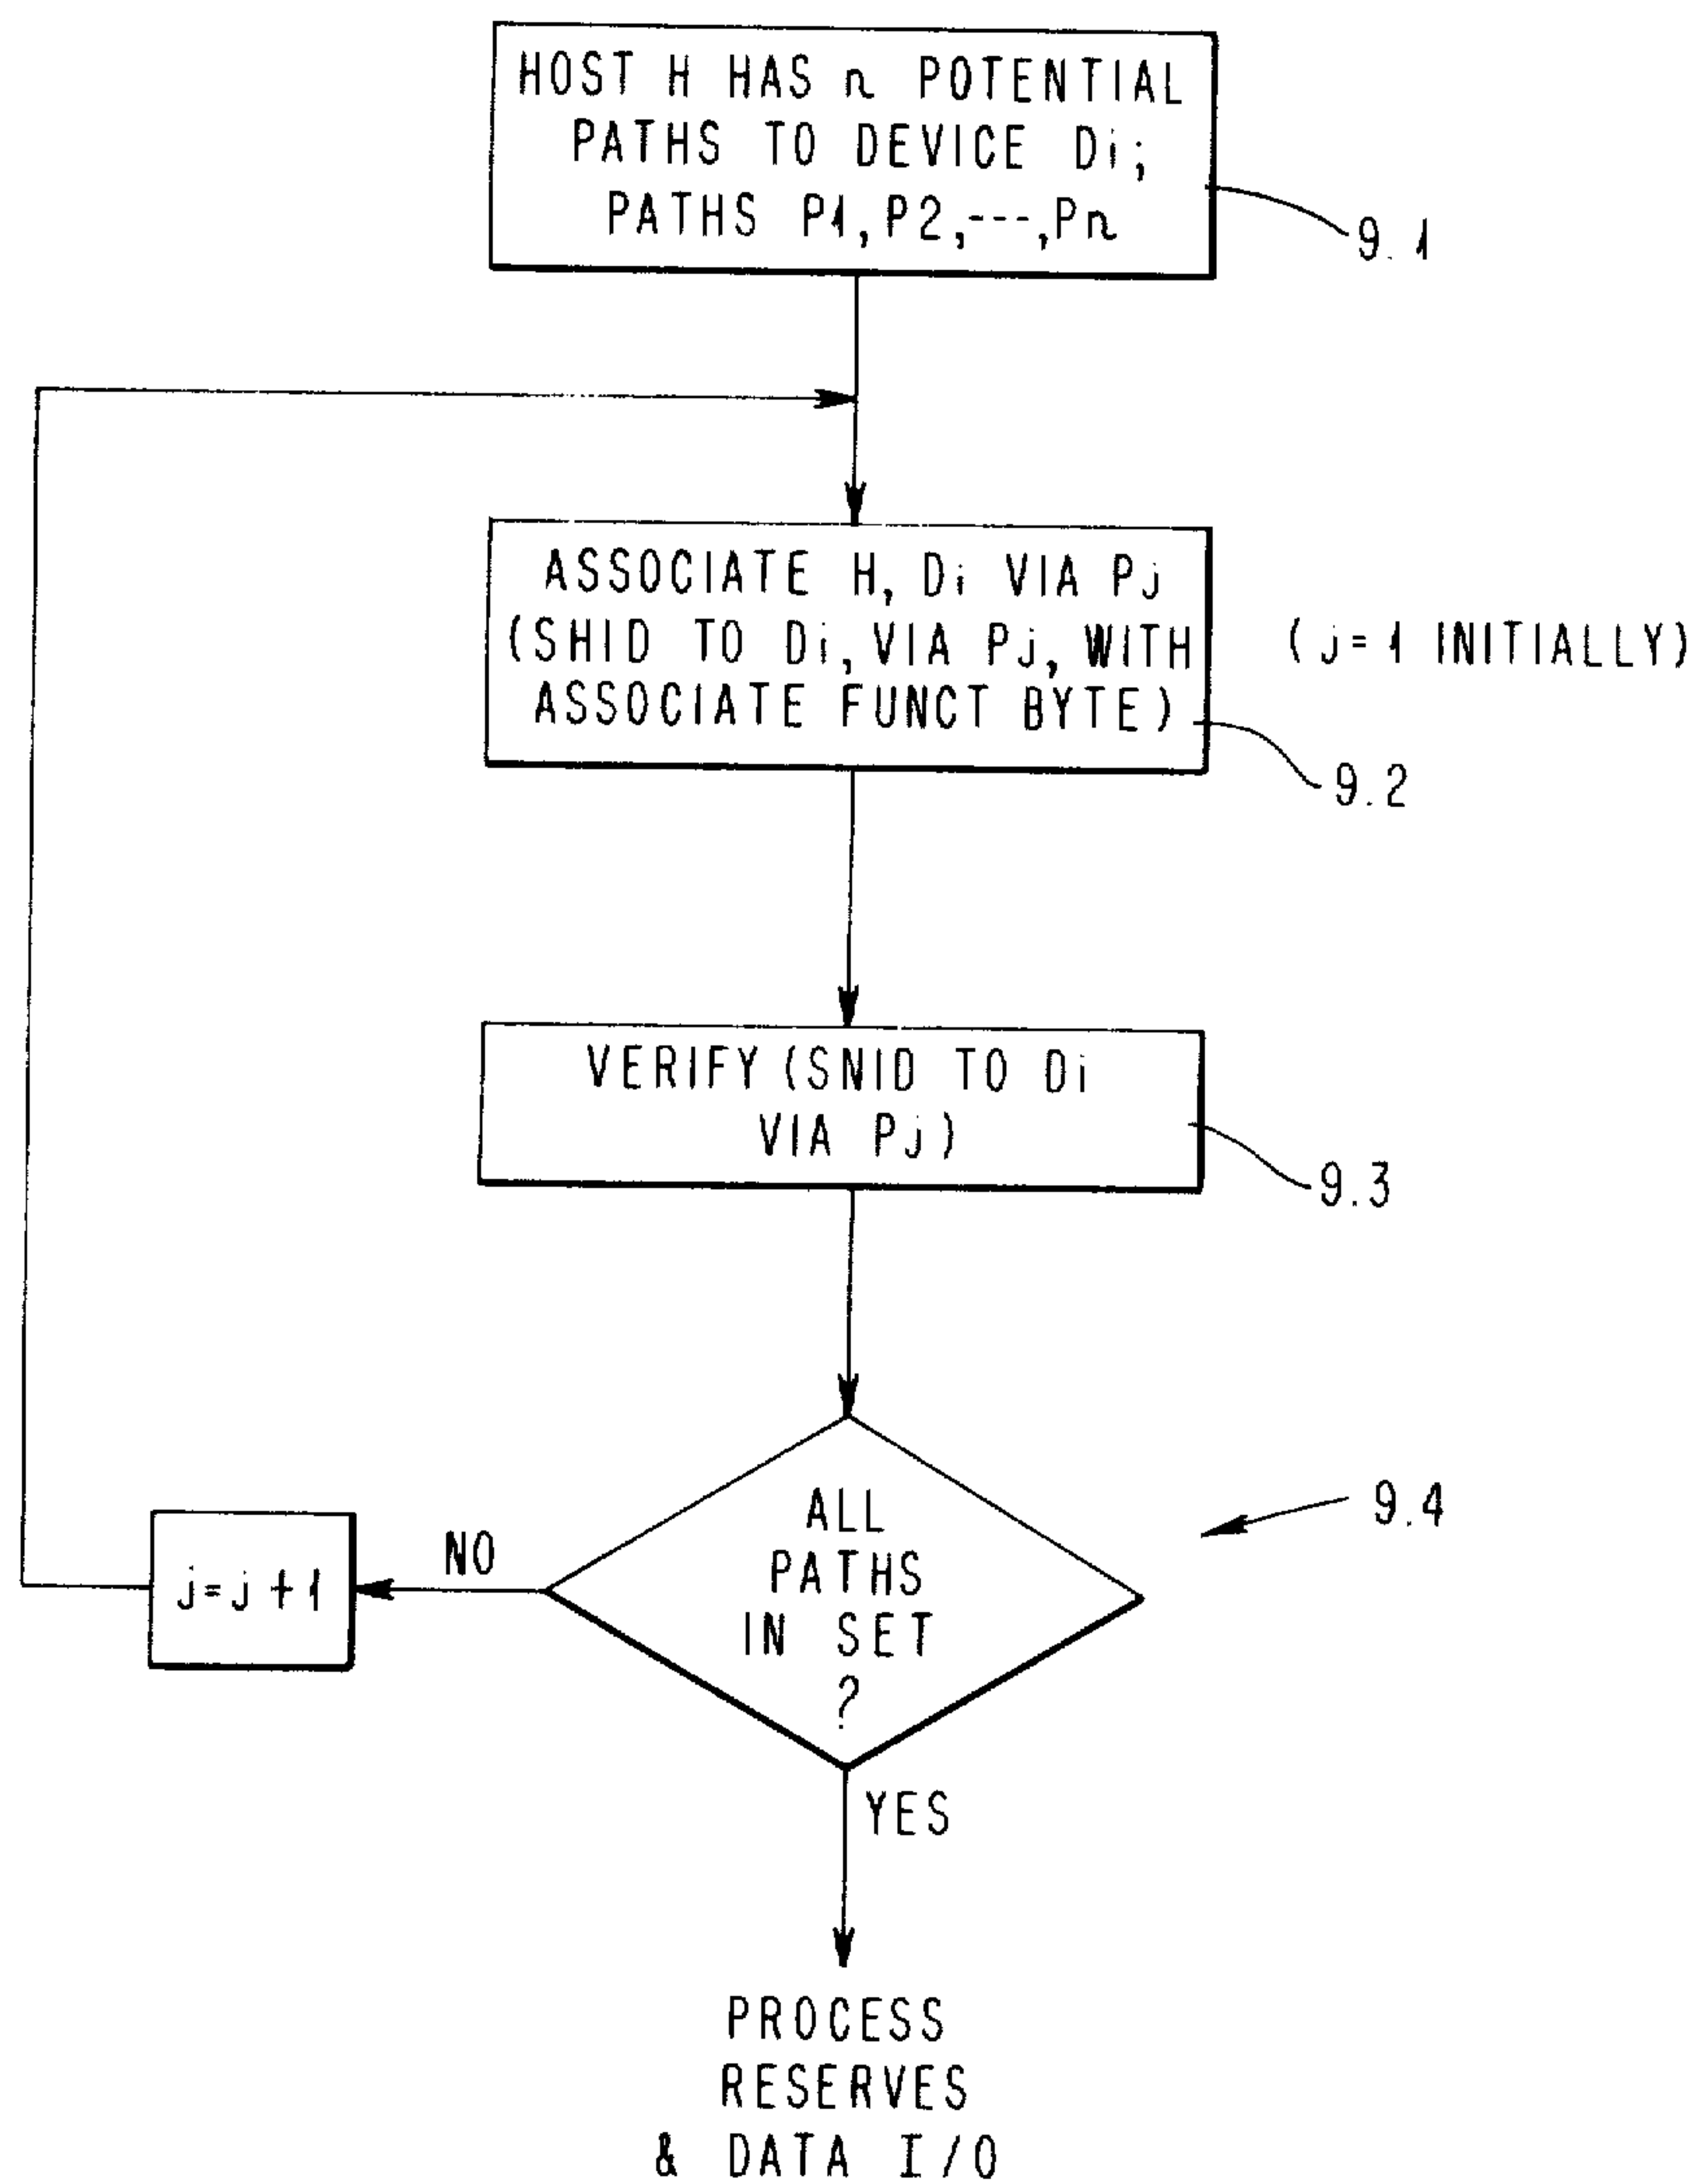 HOST H HAS n POTENTIAL
PATHS TO DEVICE Di;
PATHS P1, P2,---,Pn
9.1
ASSOCIATE H, Di VIA Pj
(SHID TO Di, VIA Pj, WITH
ASSOCIATE FUNCT BYTE)
(j=1 INITIALLY)
9.2
VERIFY (SNID TO Di
VIA Pj)
9.3
ALL
PATHS
IN SET
?
9.4
NO
j=j+1
YES
PROCESS
RESERVES
& DATA I/O